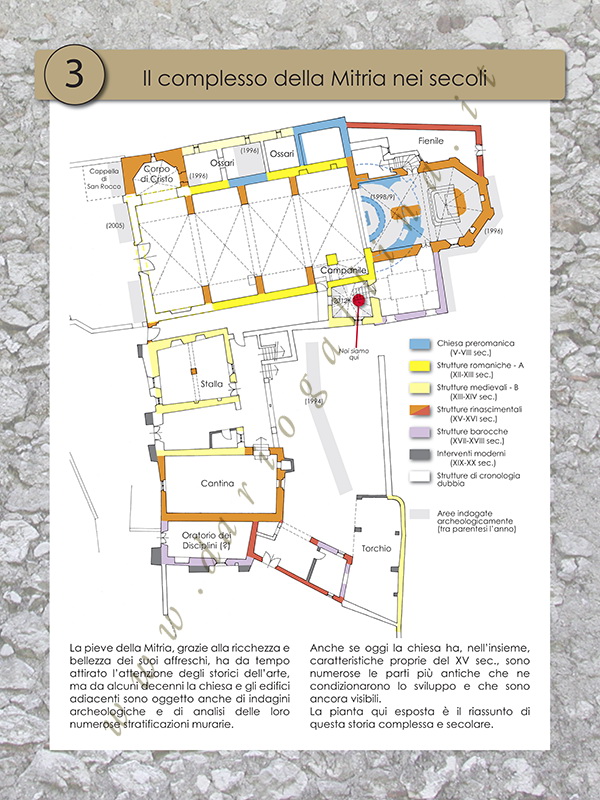 3
Il complesso della Mitria nei secoli
Fienile
Cappella
di
San Rocco
Corpo
di Cristo
(1996)
Ossari
(1996)
Ossari
(1998/9)
(1996)
(2005)
Campanile
(2012)
Noi siamo
qui
Stalla
(1994)
Cantina
Oratorio dei
Disciplini (?)
Torchio
Chiesa preromanica
(V-VIII sec.)
Strutture romaniche - A
(XII-XIII sec.)
Strutture medievali - B
(XIII-XIV sec.)
Strutture rinascimentali
(XV-XVI sec.)
Strutture barocche
(XVII-XVIII sec.)
Interventi moderni
(XIX-XX sec.)
Strutture di cronologia
dubbia
Aree indagate
archeologicamente
(tra parentesi l'anno)
La pieve della Mitria, grazie alla ricchezza e
bellezza dei suoi affreschi, ha da tempo
attirato l'attenzione degli storici dell'arte,
ma da alcuni decenni la chiesa e gli edifici
adiacenti sono oggetto anche di indagini
archeologiche e di analisi delle loro
numerose stratificazioni murarie.
Anche se oggi la chiesa ha, nell'insieme,
caratteristiche proprie del XV sec., sono
numerose le parti più antiche che ne
condizionarono lo sviluppo e che sono
ancora visibili.
La pianta qui esposta è il riassunto di
questa storia complessa e secolare.